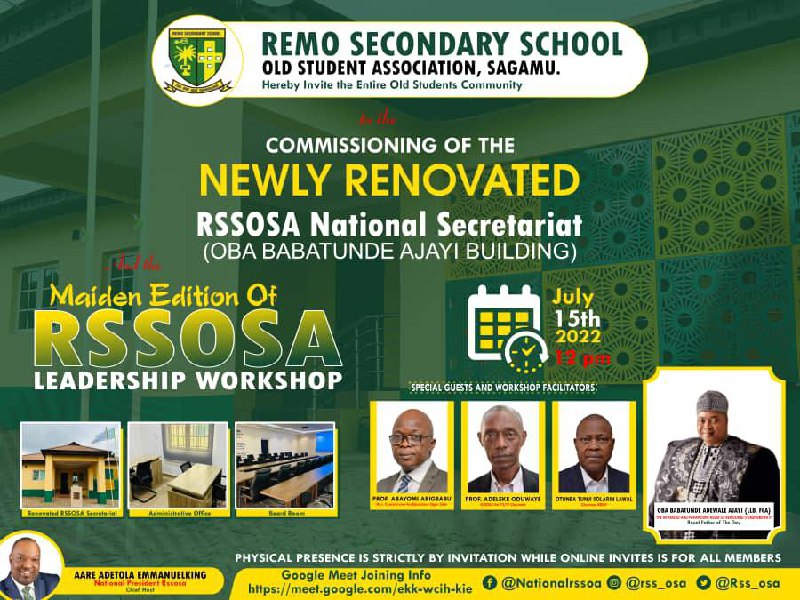 REMO SECONDARY SCHOOL
OLD STUDENT ASSOCIATION, SAGAMU.
Hereby Invite the Entire Old Students Community
to the
COMMISSIONING OF THE
NEWLY RENOVATED
RSSOSA National Secretariat
(OBA BABATUNDE AJAYI BUILDING)
And the
Maiden Edition Of
RSSOSA
LEADERSHIP WORKSHOP
July
15th
2022
12 pm
SPECIAL GUESTS AND WORKSHOP FACILITATORS
PROF. ABAYOMI ARIGBABU
PROF. ADELEKE ODUWAYE
OTUNBA TUNJI SOLARIN LAWAL
OBA BABATUNDE ADEWALE AJAYI (J.P, FCA)
Royal Father of The Day
Renovated RSSOSA Secretariat
Administrative Office
Board Room
PHYSICAL PRESENCE IS STRICTLY BY INVITATION WHILE ONLINE INVITES IS FOR ALL MEMBERS
AARE ADETOLA EMMANUELKING
National President Rssosa
Chief Host
Google Meet Joining Info
https://meet.google.com/ekk-wcih-kie
@Nationalrssoa @rss_osa @Rss_osa